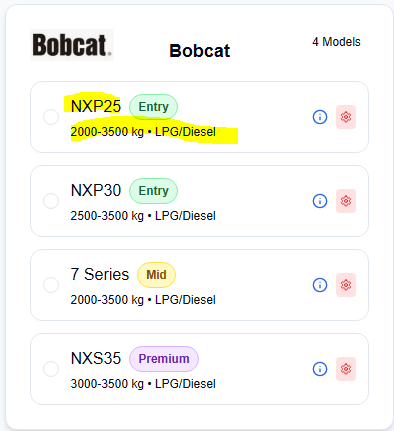 Bobcat.
Bobcat
4 Models
NXP25 Entry
2000-3500 kg • LPG/Diesel
NXP30 Entry
2500-3500 kg • LPG/Diesel
7 Series Mid
2000-3500 kg • LPG/Diesel
NXS35 Premium
3000-3500 kg • LPG/Diesel